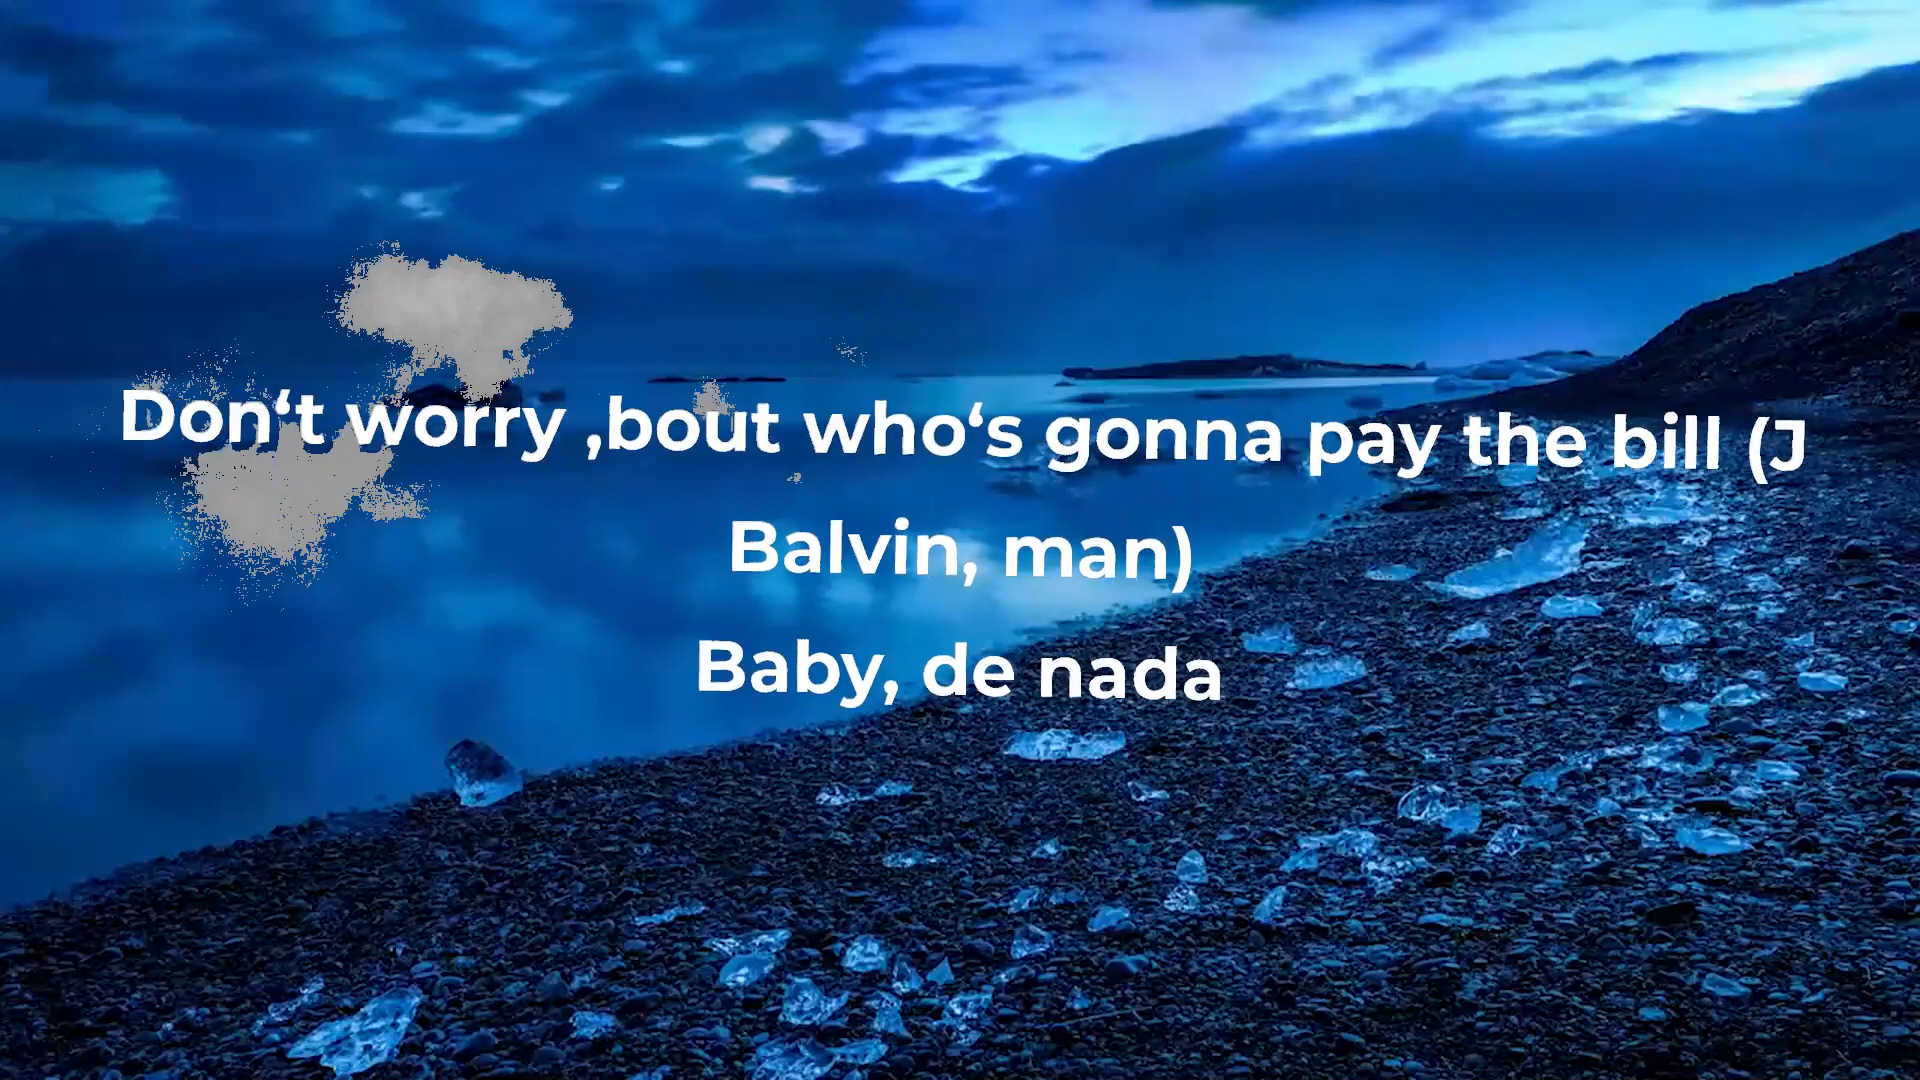 Don‘t worry ‚bout who‘s gonna pay the bill (J
Balvin, man)
Baby, de nada